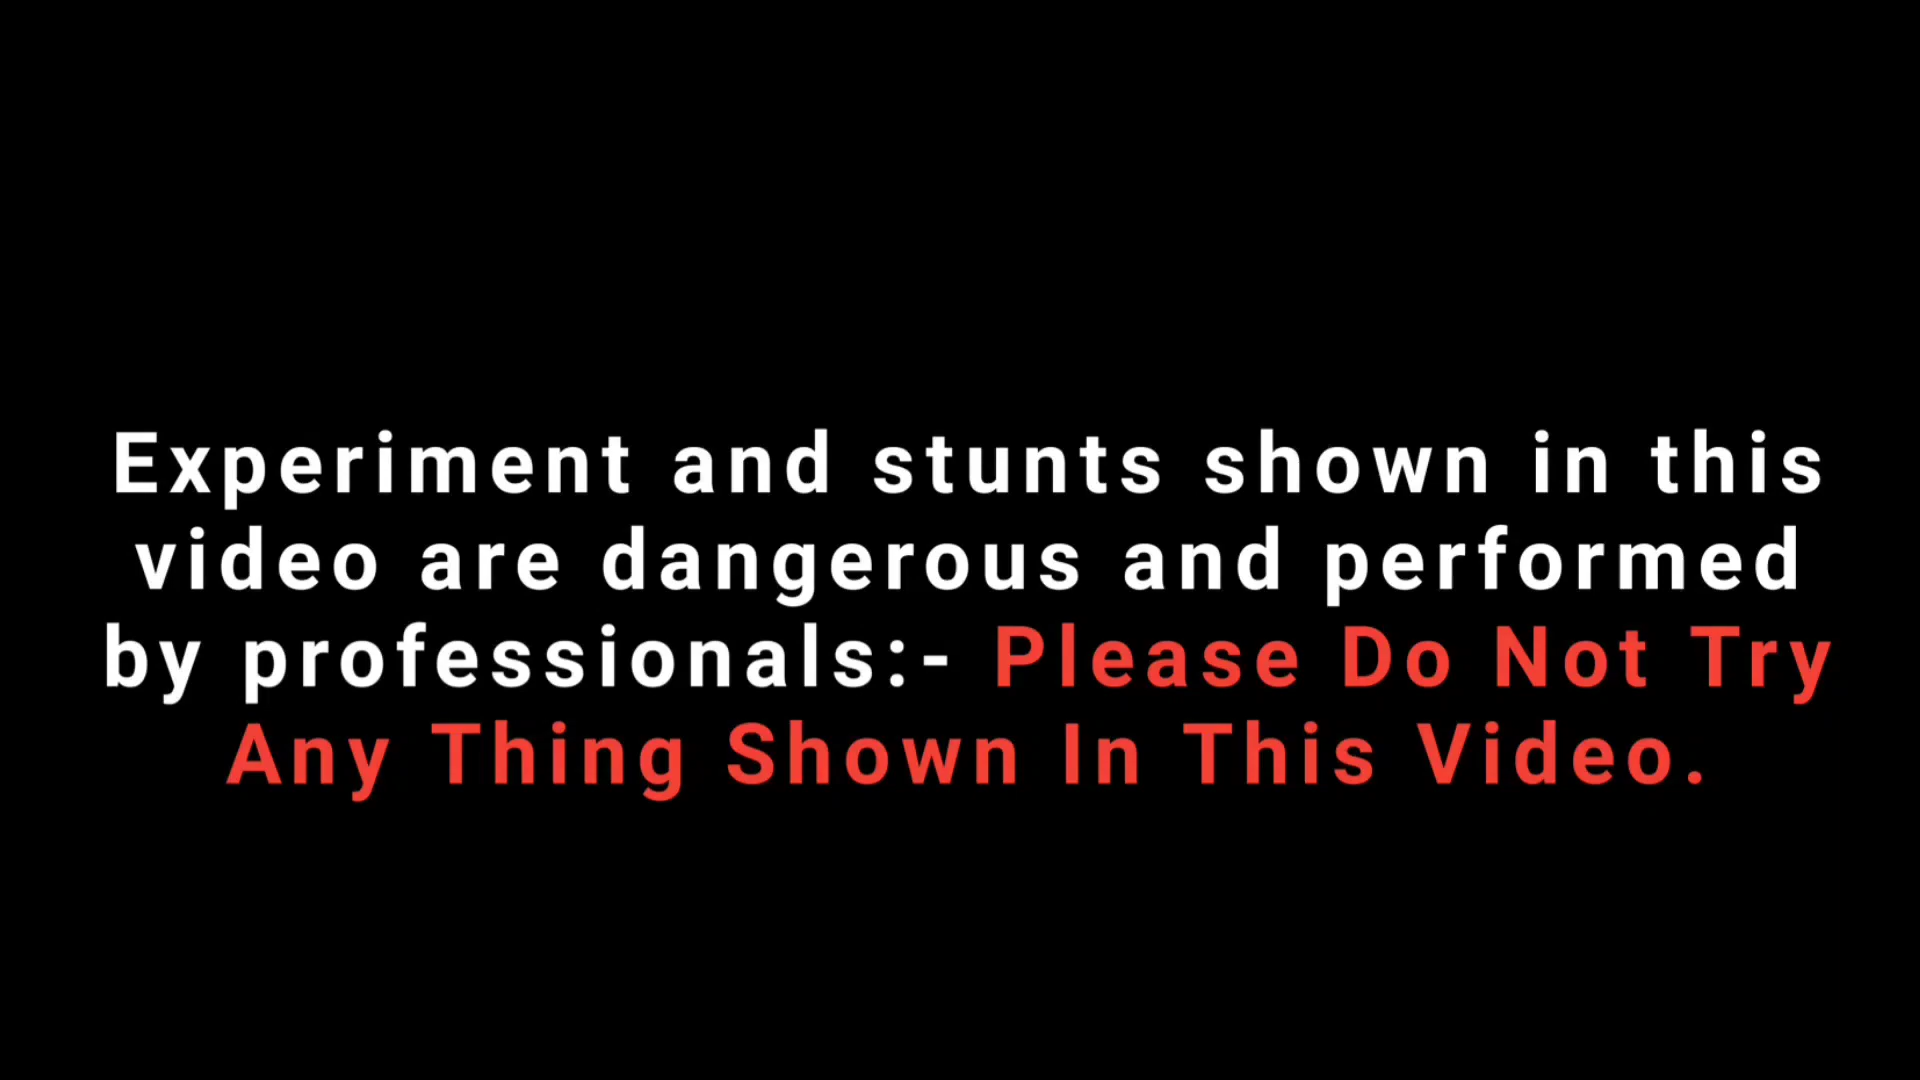 Experiment and stunts shown in this
video are dangerous and performed
by professionals:- Please Do Not Try
Any Thing Shown In This Video.